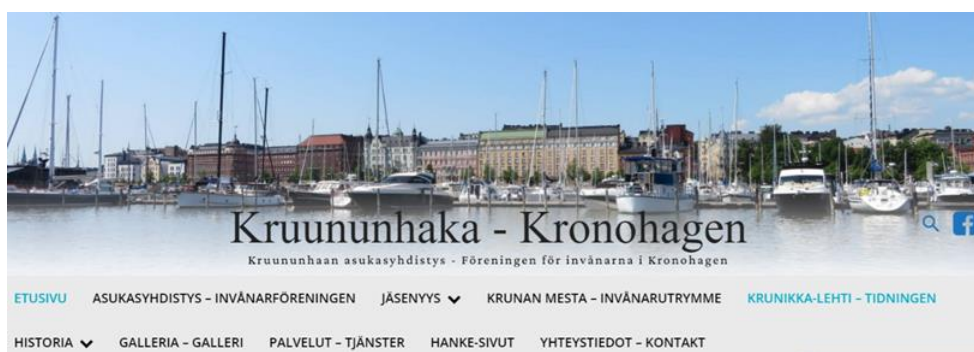 Kruununhaka - Kronohagen
Kruununhaan asukasyhdistys - Föreningen för invånarna i Kronohagen
ETUSIVU ASUKASYHDISTYS – INVÅNARFÖRENINGEN JÄSENYYS KRUNAN MESTA – INVÅNARUTRYMME KRUNIKKA-LEHTI – TIDNINGEN
HISTORIA GALLERIA – GALLERI PALVELUT – TJÄNSTER HANKE-SIVUT YHTEYSTIEDOT – KONTAKT